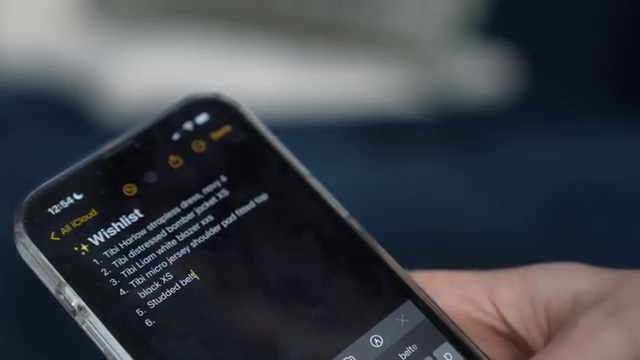 12:54
All iCloud
Done
✨Wishlist
1. Tibi Harlow strapless dress, navy 4
2. Tibi distressed bomber jacket XS
3. Tibi Liam white blazer xxs
4. Tibi micro jersey shoulder pad fitted top
block XS
5. Studded belt
6.
belts